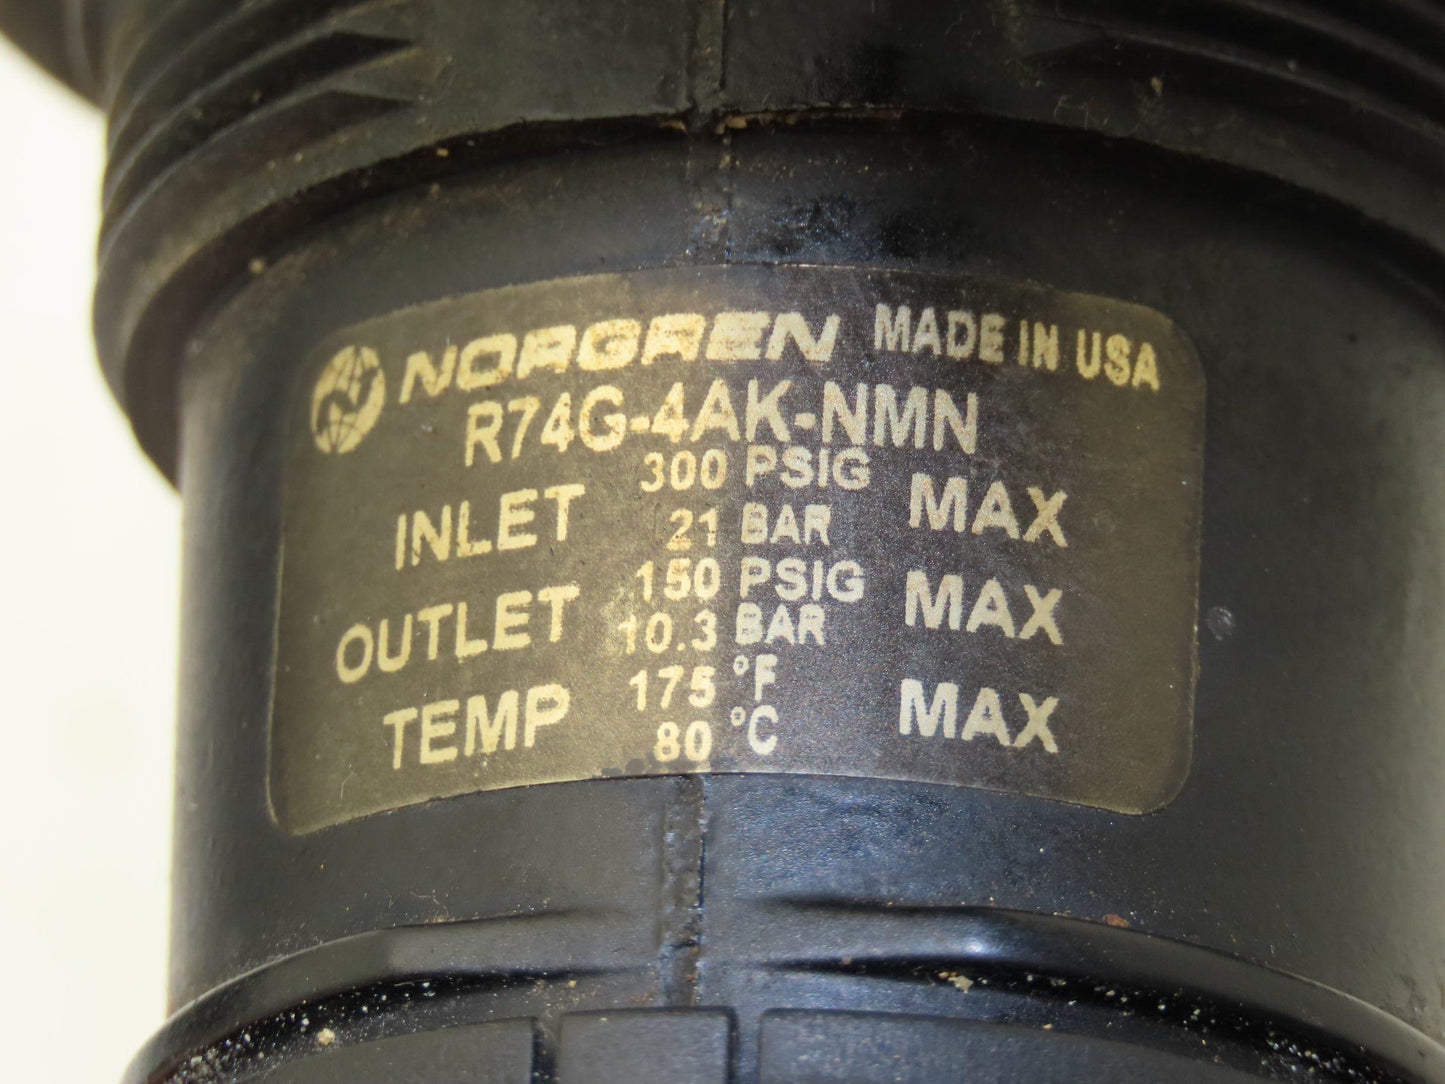 NORGREN MADE IN USA
R74G-4AK-NMN
INLET 300 PSIG MAX
21 BAR
OUTLET 150 PSIG MAX
10.3 BAR
TEMP 175 °F MAX
80 °C